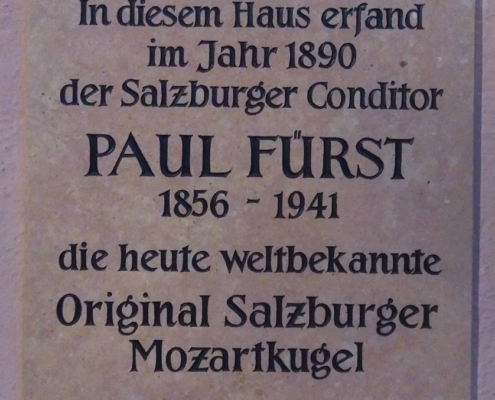 In diesem Haus erfand
im Jahr 1890
der Salzburger Conditor
PAUL FÜRST
1856 - 1941
die heute weltbekannte
Original Salzburger
Mozartkugel